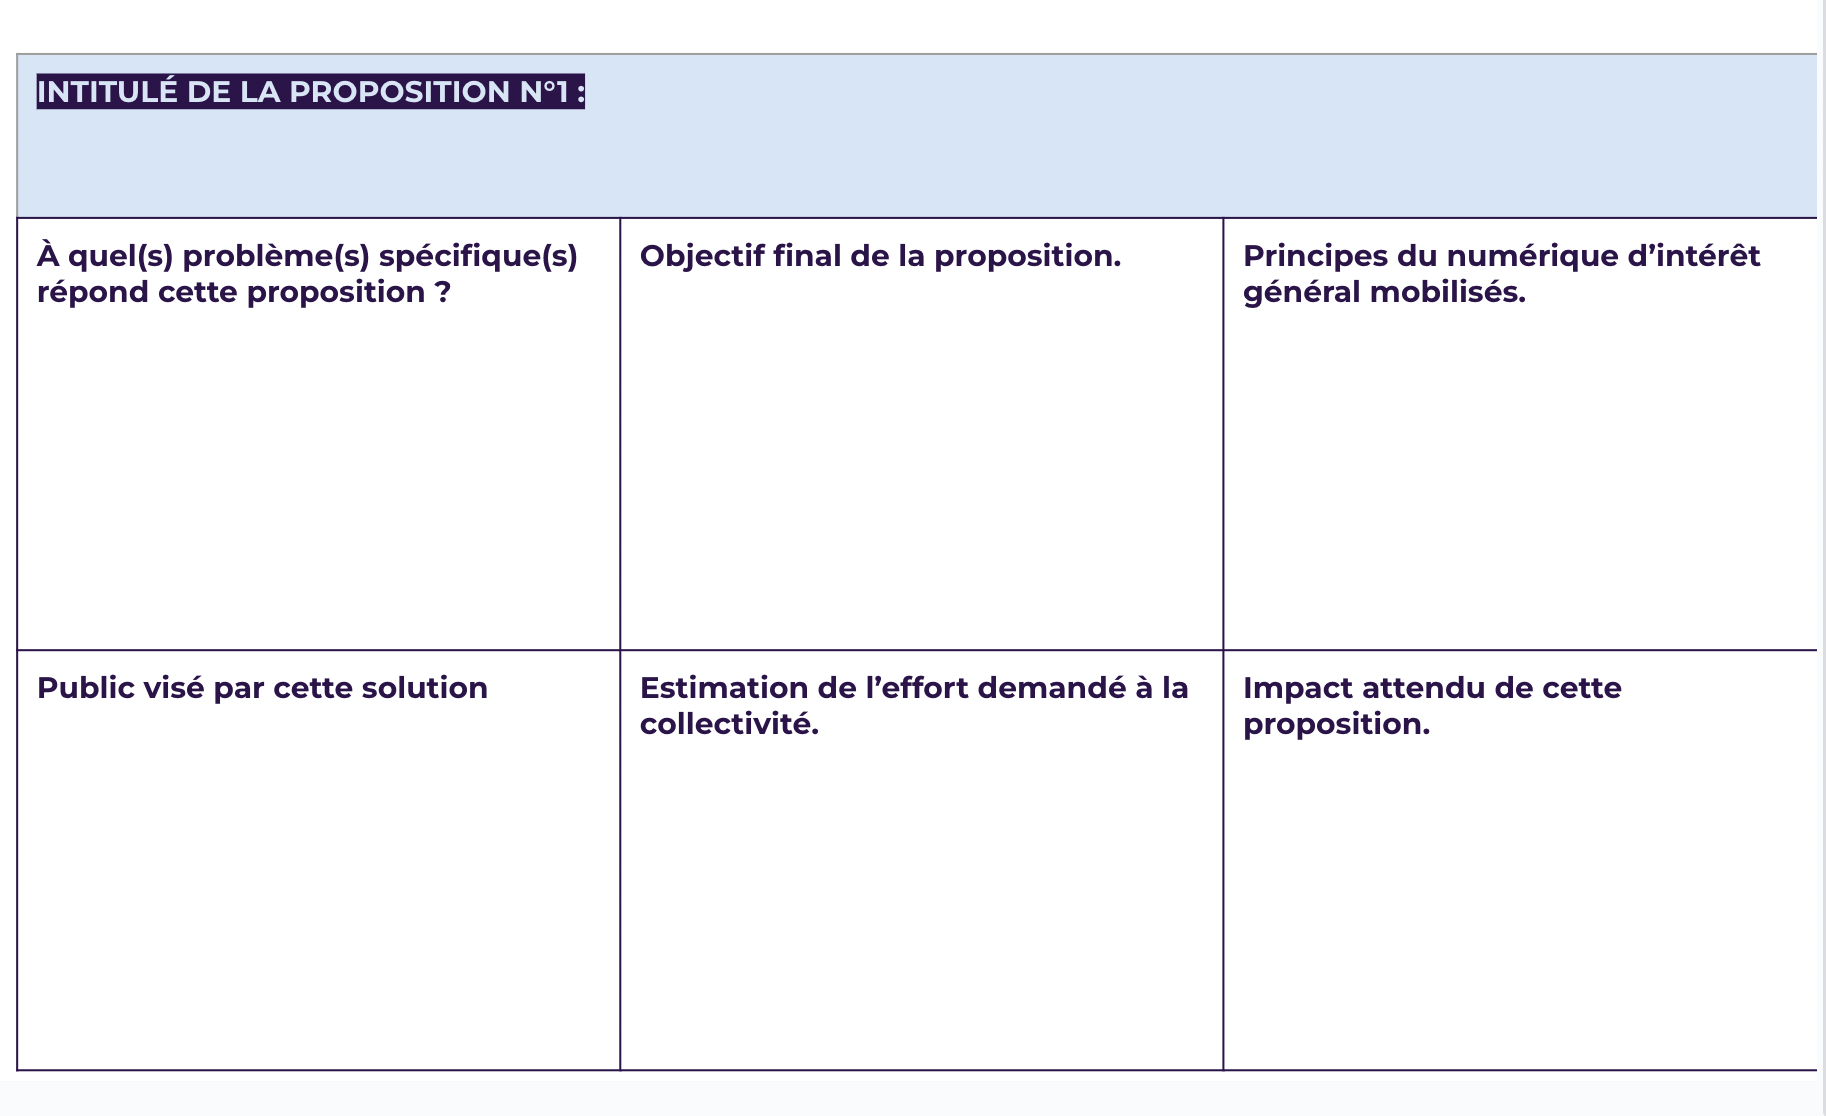 INTITULÉ DE LA PROPOSITION N°1 :
À quel(s) problème(s) spécifique(s)
répond cette proposition ?
Objectif final de la proposition.
Principes du numérique d’intérêt
général mobilisés.
Public visé par cette solution
Estimation de l’effort demandé à la
collectivité.
Impact attendu de cette
proposition.